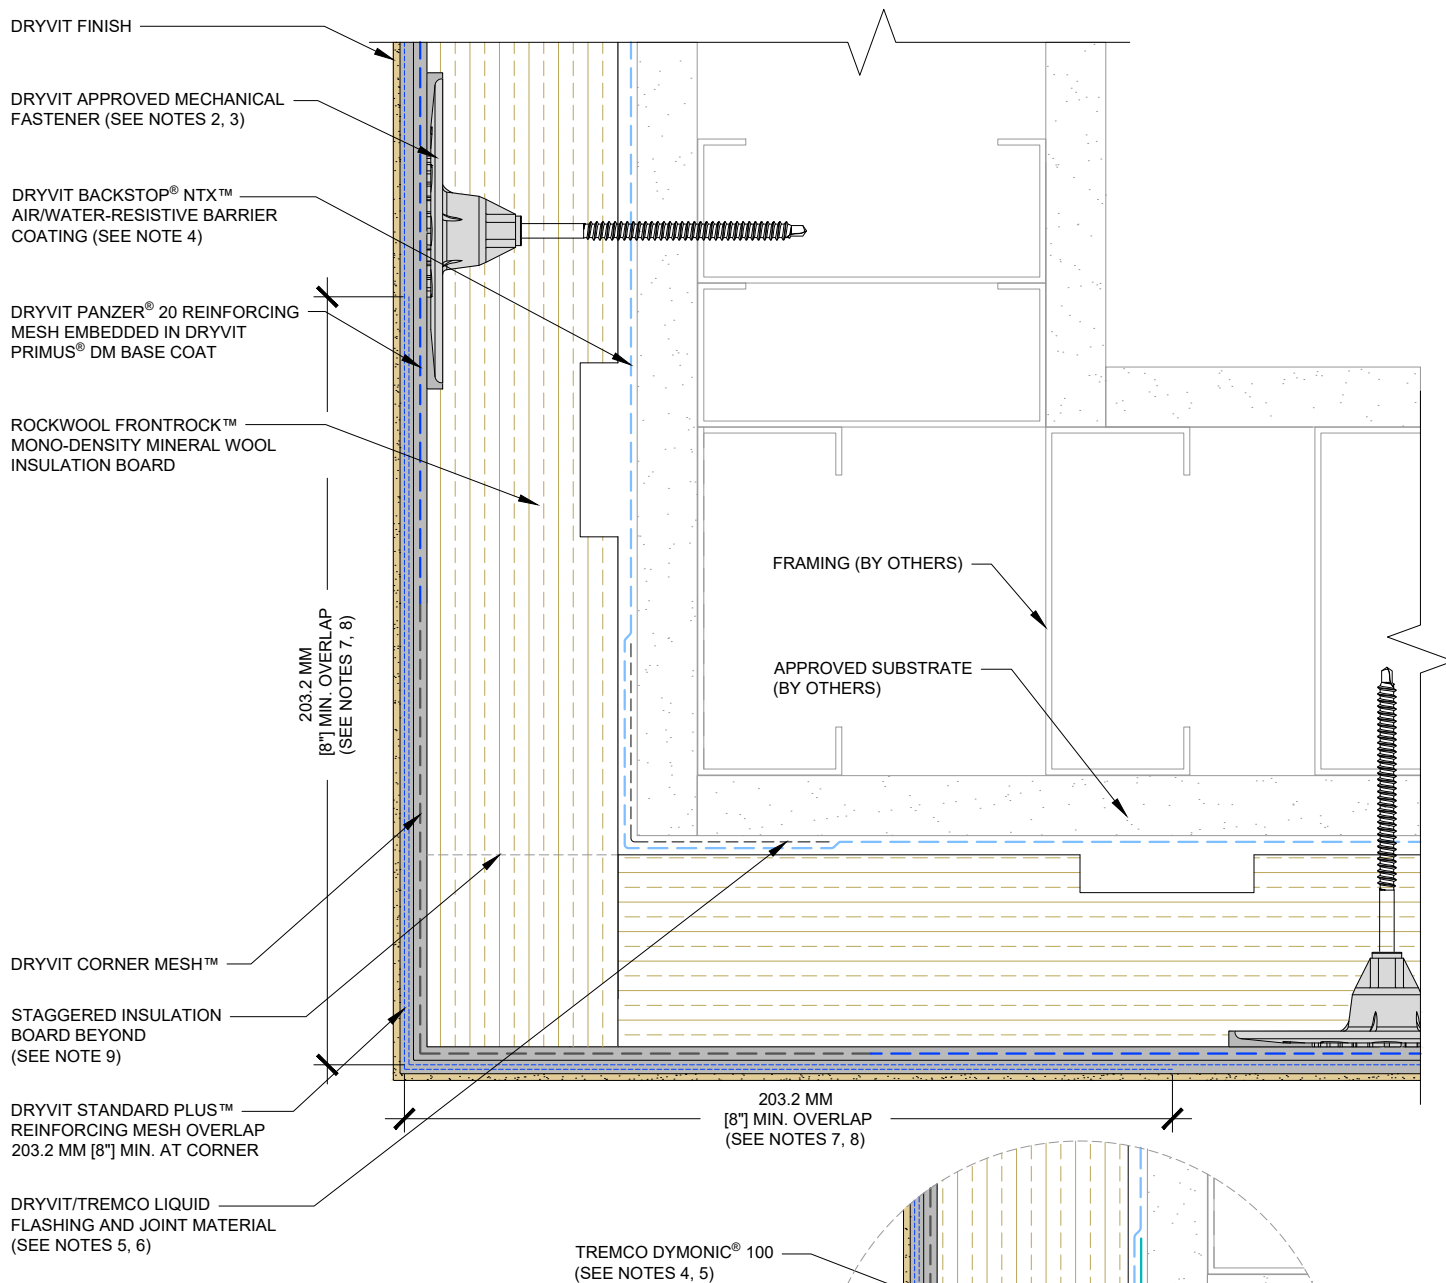 DRYVIT FINISH
DRYVIT APPROVED MECHANICAL
FASTENER (SEE NOTES 2, 3)
DRYVIT BACKSTOP® NTX™
AIR/WATER-RESISTIVE BARRIER
COATING (SEE NOTE 4)
DRYVIT PANZER® 20 REINFORCING
MESH EMBEDDED IN DRYVIT
PRIMUS® DM BASE COAT
ROCKWOOL FRONTROCK™
MONO-DENSITY MINERAL WOOL
INSULATION BOARD
FRAMING (BY OTHERS)
APPROVED SUBSTRATE
(BY OTHERS)
203.2 MM
[8"] MIN. OVERLAP
(SEE NOTES 7, 8)
DRYVIT CORNER MESH™
STAGGERED INSULATION
BOARD BEYOND
(SEE NOTE 9)
DRYVIT STANDARD PLUS™
REINFORCING MESH OVERLAP
203.2 MM [8"] MIN. AT CORNER
203.2 MM
[8"] MIN. OVERLAP
(SEE NOTES 7, 8)
DRYVIT/TREMCO LIQUID
FLASHING AND JOINT MATERIAL
(SEE NOTES 5, 6)
TREMCO DYMONIC® 100
(SEE NOTES 4, 5)